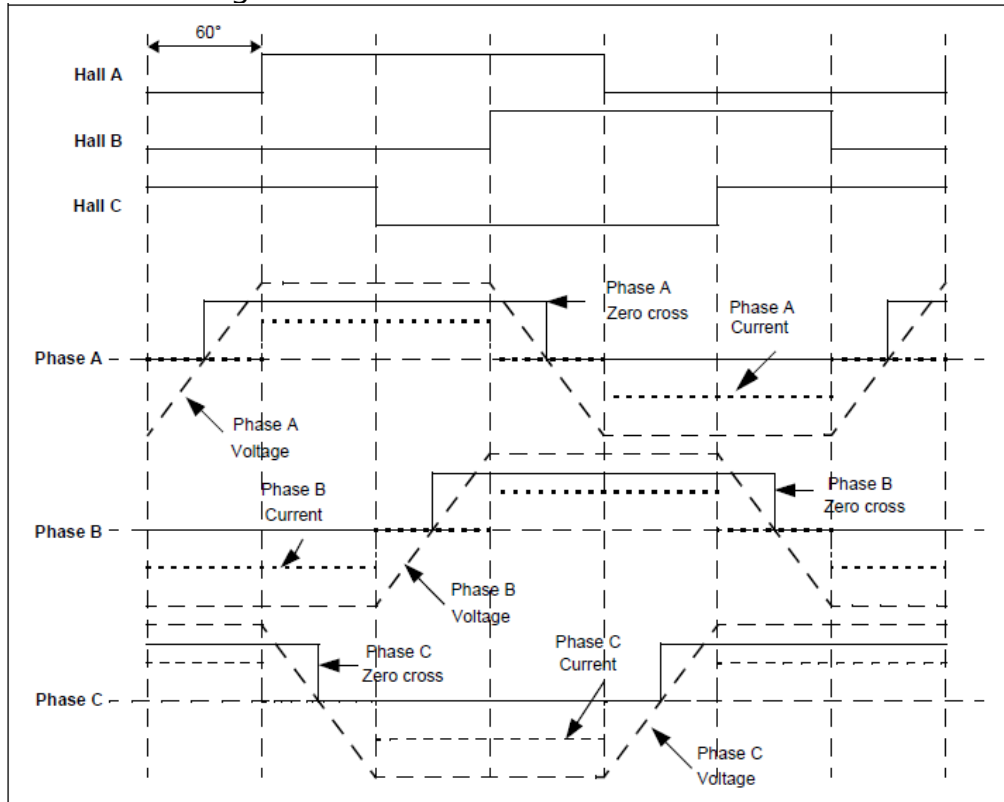 60°
Hall A
Hall B
Hall C
Phase A
Zero cross
Phase A
Current
Phase A
Phase A
Voltage
Phase B
Current
Phase B
Zero cross
Phase B
Phase B
Voltage
Phase C
Zero cross
Phase C
Current
Phase C
Phase C
Voltage